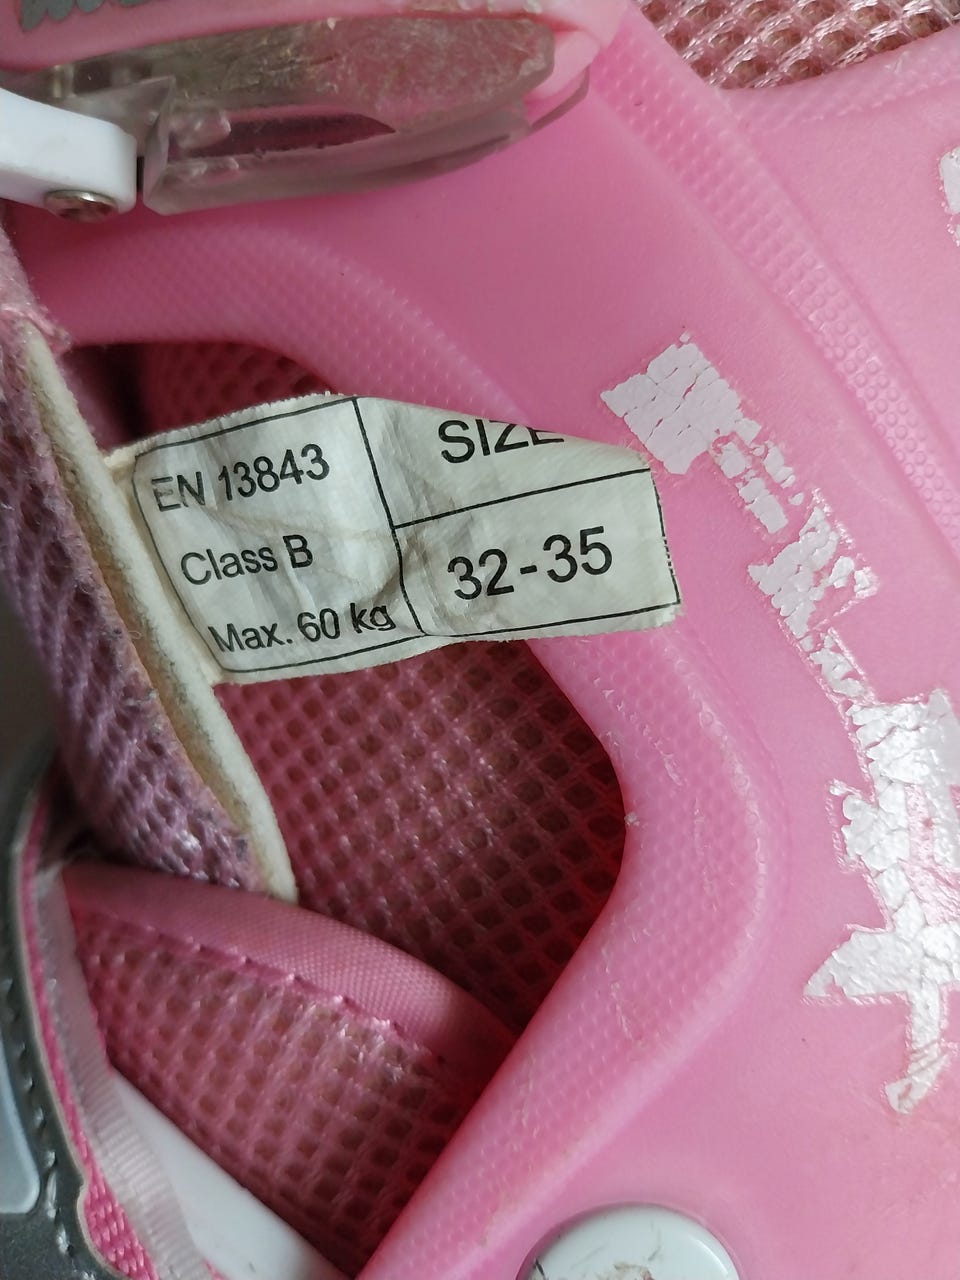 EN 13843
Class B
Max. 60 kg
SIZE
32-35